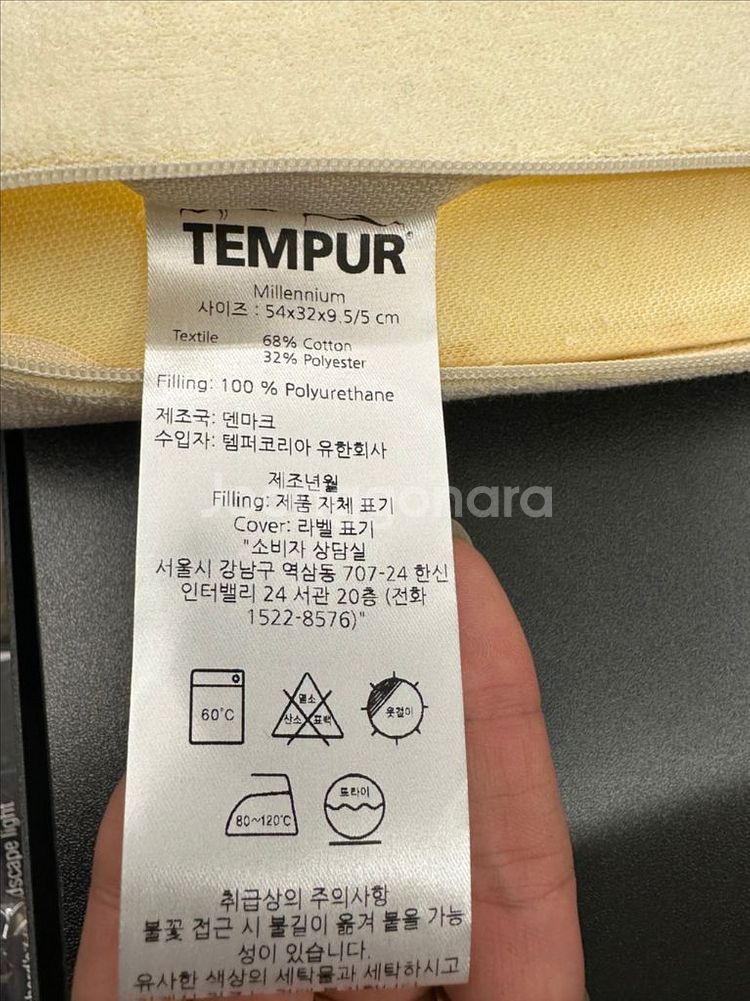 TEMPUR®
Millennium
사이즈 : 54x32x9.5/5 cm
Textile 68% Cotton
32% Polyester
Filling: 100 % Polyurethane
제조국: 덴마크
수입자: 템퍼코리아 유한회사
제조년월
Filling: 제품 자체 표기
Cover: 라벨 표기
"소비자 상담실
서울시 강남구 역삼동 707-24 한신
인터밸리 24 서관 20층 (전화
1522-8576)"
60°C
염소
산소 표백
옷걸이
80~120°C
드라이
취급상의 주의사항
불꽃 접근 시 불길이 옮겨 붙을 가능
성이 있습니다.
유사한 색상의 세탁물과 세탁하시고
dscape light